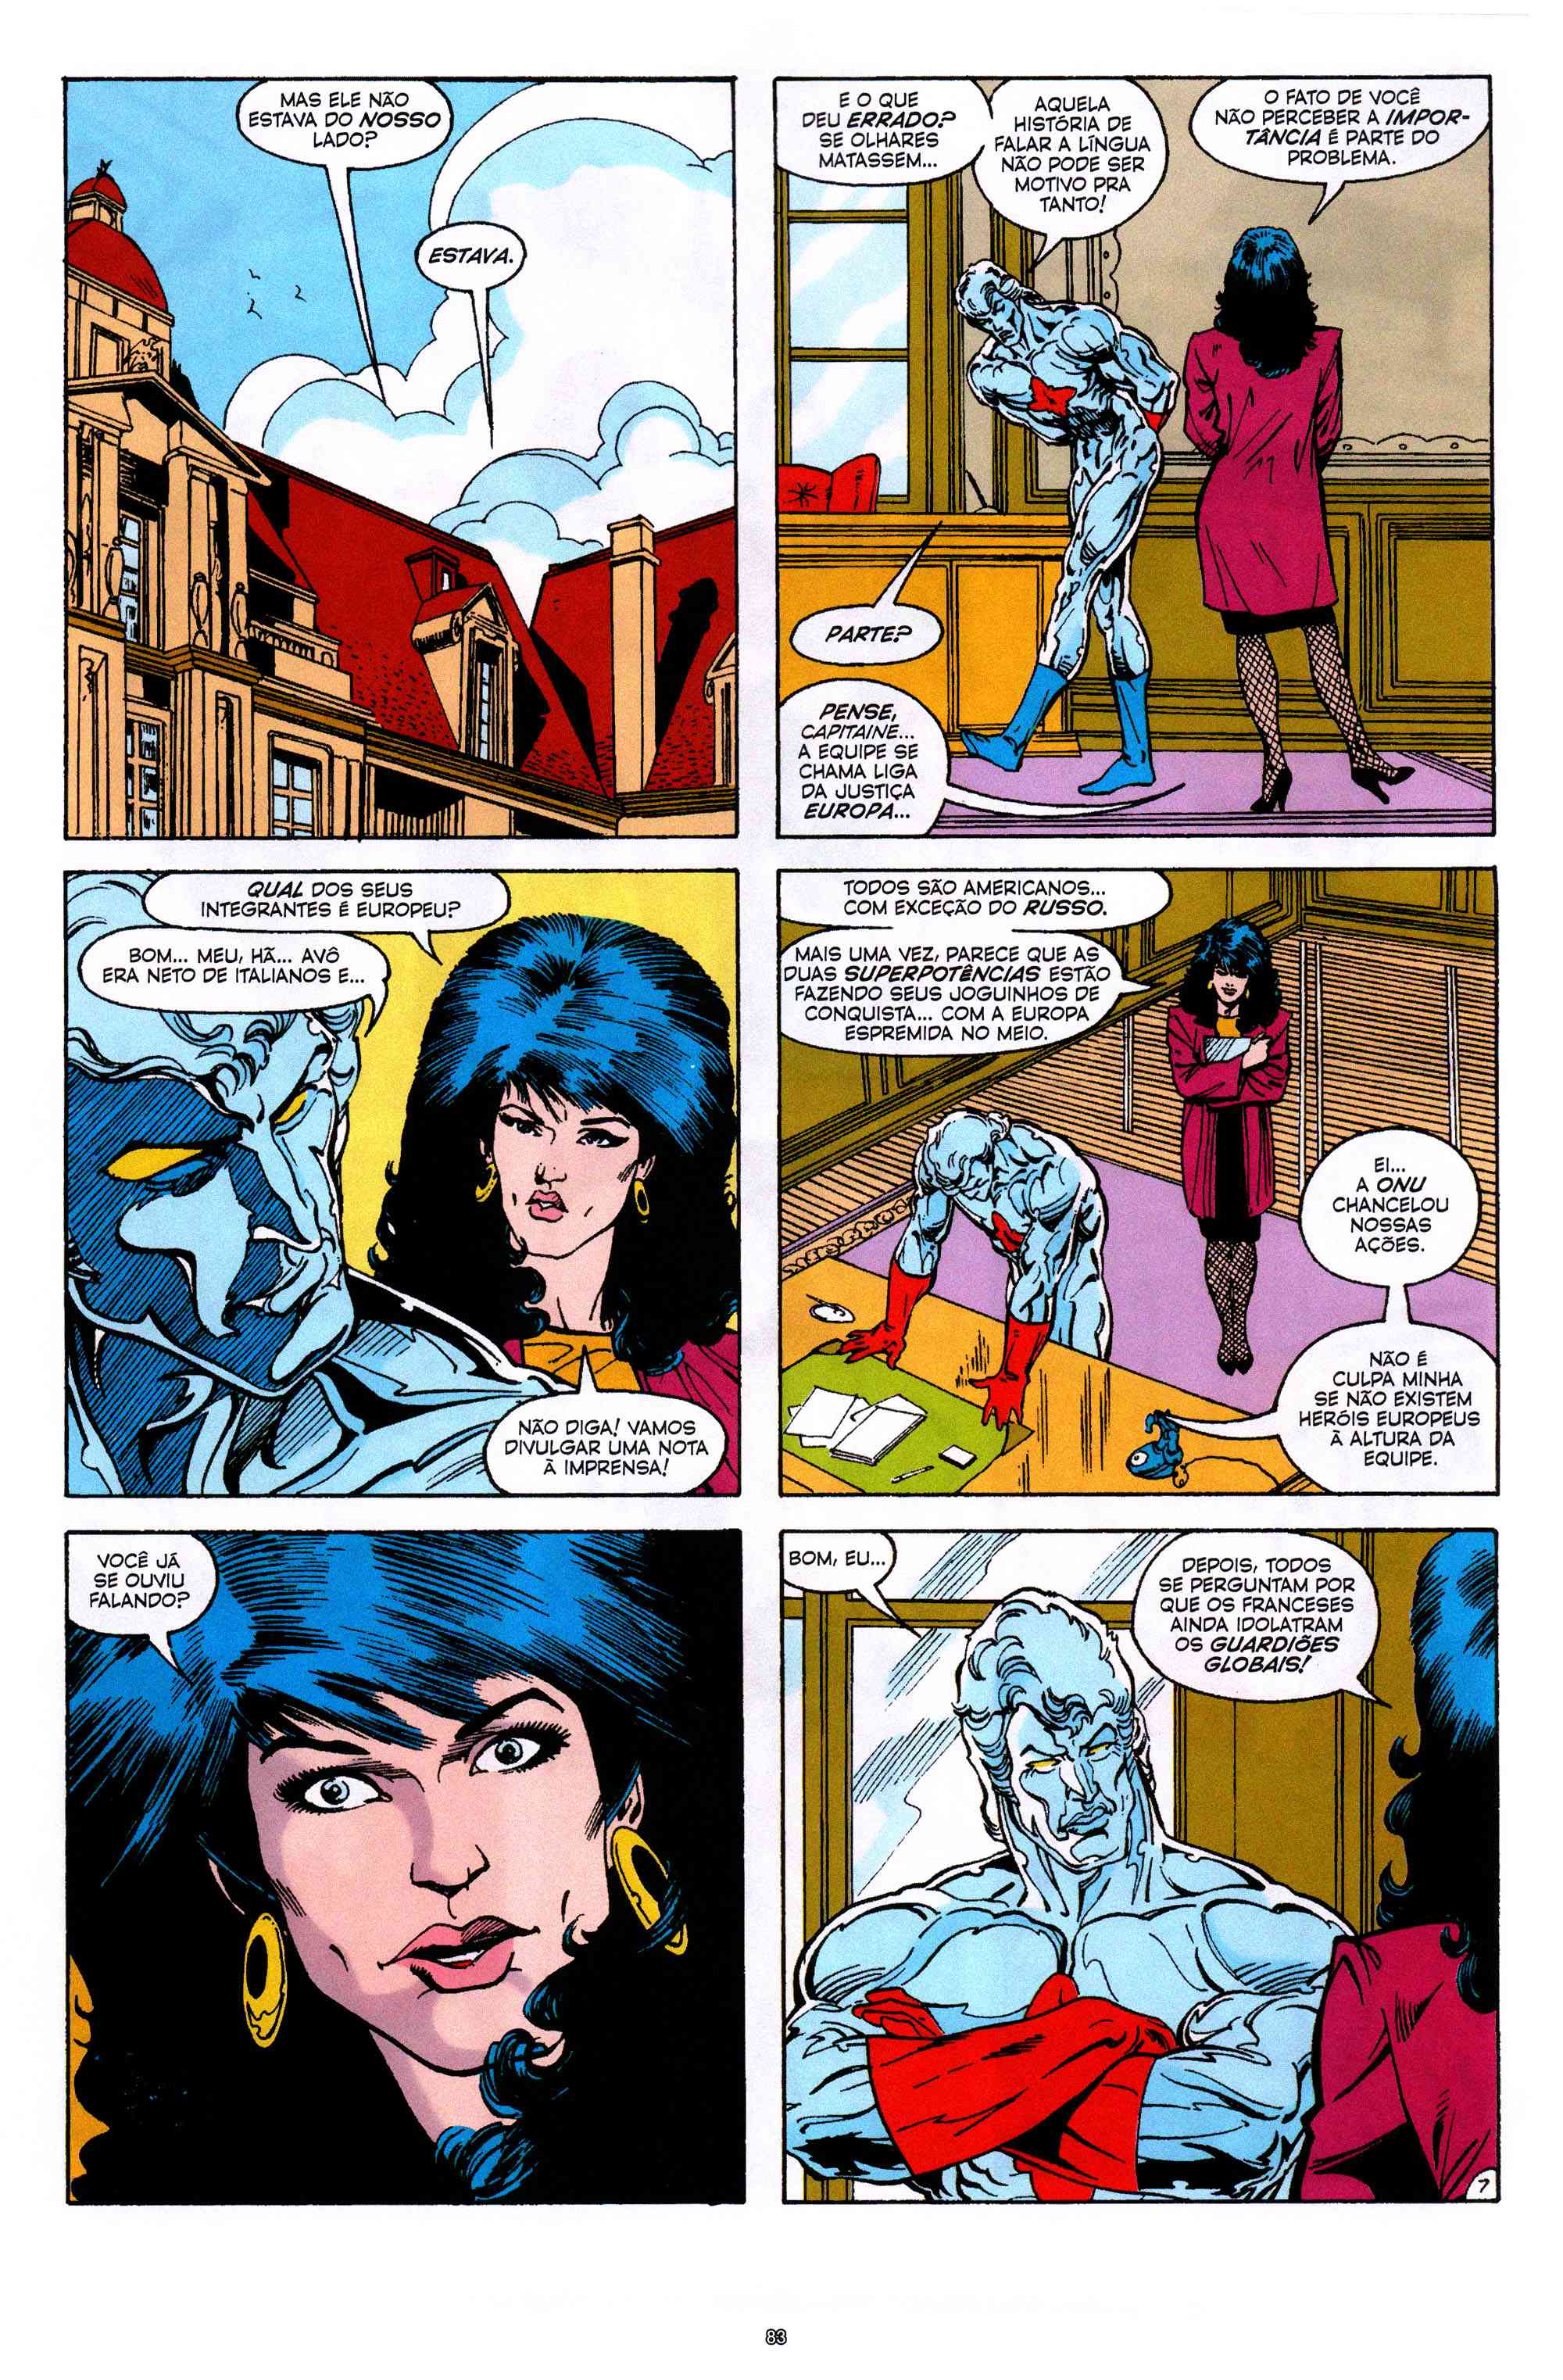 MAS ELE NÃO
ESTAVA DO NOSSO
LADO?
ESTAVA.
E O QUE
DEU ERRADO?
SE OLHARES
MATASSEM...
AQUELA
HISTÓRIA DE
FALAR A LÍNGUA
NÃO PODE SER
MOTIVO PRA
TANTO!
O FATO DE VOCÊ
NÃO PERCEBER A IMPOR-
TÂNCIA É PARTE DO
PROBLEMA.
PARTE?
PENSE,
CAPITAINE...
A EQUIPE SE
CHAMA LIGA
DA JUSTIÇA
EUROPA...
QUAL DOS SEUS
INTEGRANTES É EUROPEU?
BOM... MEU, HÃ... AVÔ
ERA NETO DE ITALIANOS E...
NÃO DIGA! VAMOS
DIVULGAR UMA NOTA
À IMPRENSA!
TODOS SÃO AMERICANOS...
COM EXCEÇÃO DO RUSSO.
MAIS UMA VEZ, PARECE QUE AS
DUAS SUPERPOTÊNCIAS ESTÃO
FAZENDO SEUS JOGUINHOS DE
CONQUISTA... COM A EUROPA
ESPREMIDA NO MEIO.
EI...
A ONU
CHANCELOU
NOSSAS
AÇÕES.
NÃO É
CULPA MINHA
SE NÃO EXISTEM
HERÓIS EUROPEUS
À ALTURA DA
EQUIPE.
VOCÊ JÁ
SE OUVIU
FALANDO?
BOM, EU...
DEPOIS, TODOS
SE PERGUNTAM POR
QUE OS FRANCESES
AINDA IDOLATRAM
OS GUARDIÕES
GLOBAIS!
7
83